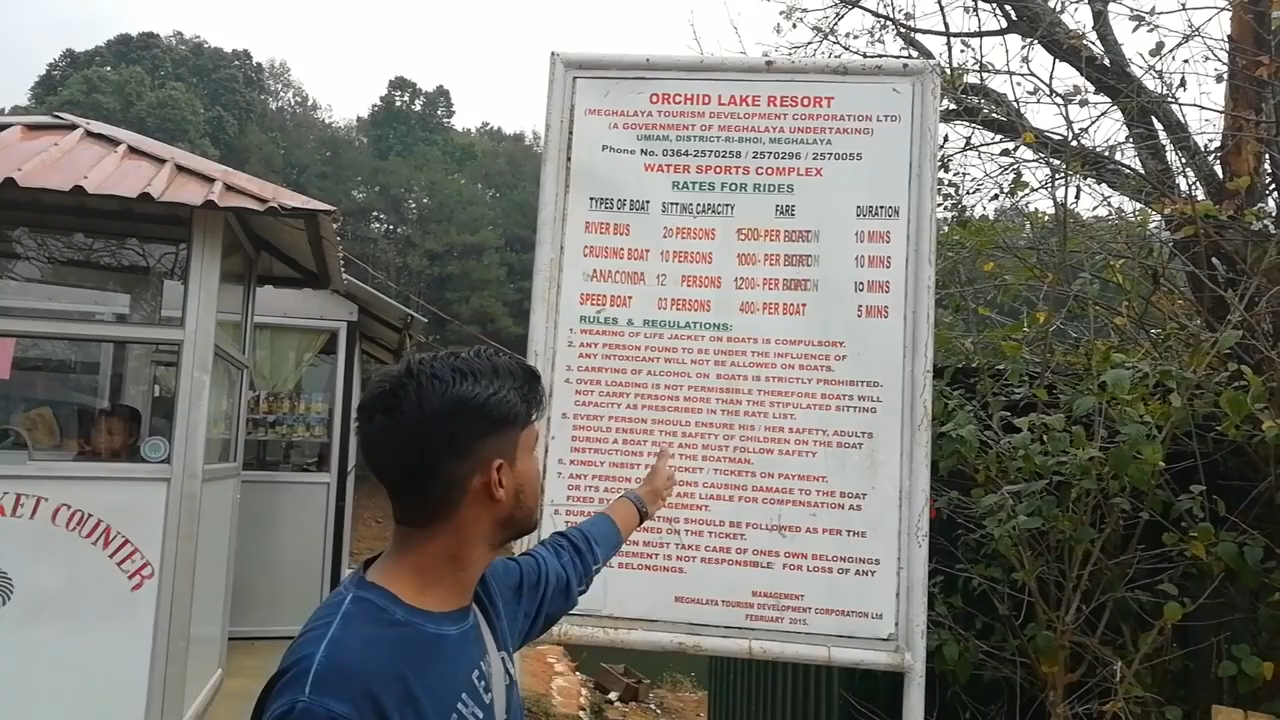 ORCHID LAKE RESORT
(MEGHALAYA TOURISM DEVELOPMENT CORPORATION LTD)
(A GOVERNMENT OF MEGHALAYA UNDERTAKING)
UMIAM, DISTRICT-RI-BHOI, MEGHALAYA
Phone No. 0364-2570258 / 2570296 / 2570055
WATER SPORTS COMPLEX
RATES FOR RIDES
TYPES OF BOAT SITTING CAPACITY FARE DURATION
RIVER BUS 20 PERSONS 1500/- PER BOAT 10 MINS
CRUISING BOAT 10 PERSONS 1000/- PER BOAT 10 MINS
ANACONDA 12 PERSONS 1200/- PER BOAT 10 MINS
SPEED BOAT 03 PERSONS 400/- PER BOAT 5 MINS
RULES & REGULATIONS:
1. WEARING OF LIFE JACKET ON BOATS IS COMPULSORY.
2. ANY PERSON FOUND TO BE UNDER THE INFLUENCE OF
ANY INTOXICANT WILL NOT BE ALLOWED ON BOATS.
3. CARRYING OF ALCOHOL ON BOATS IS STRICTLY PROHIBITED.
4. OVER LOADING IS NOT PERMISSIBLE THEREFORE BOATS WILL
NOT CARRY PERSONS MORE THAN THE STIPULATED SITTING
CAPACITY AS PRESCRIBED IN THE RATE LIST.
5. EVERY PERSON SHOULD ENSURE HIS / HER SAFETY, ADULTS
SHOULD ENSURE THE SAFETY OF CHILDREN ON THE BOAT
DURING A BOAT RIDE AND MUST FOLLOW SAFETY
INSTRUCTIONS FROM THE BOATMAN.
6. KINDLY INSIST TICKET / TICKETS ON PAYMENT.
7. ANY PERSON CAUSING DAMAGE TO THE BOAT
OR ITS ARE LIABLE FOR COMPENSATION AS
FIXED BY
8. SHOULD BE FOLLOWED AS PER THE
ON THE TICKET.
MUST TAKE CARE OF ONES OWN BELONGINGS
IS NOT RESPONSIBLE FOR LOSS OF ANY
BELONGINGS.
MANAGEMENT
MEGHALAYA TOURISM DEVELOPMENT CORPORATION Ltd
FEBRUARY 2015.
KET COUNTER